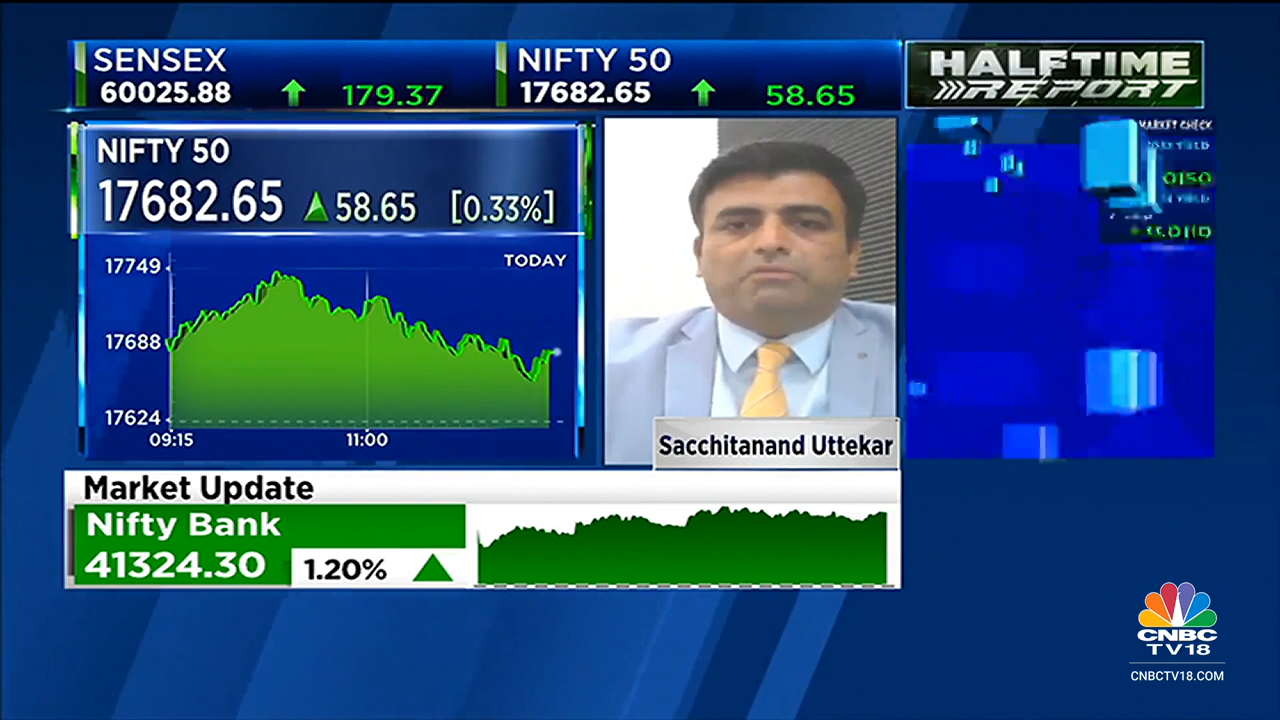 SENSEX
60025.88 179.37
NIFTY 50
17682.65 58.65
HALFTIME
REPORT
NIFTY 50
17682.65 58.65 [0.33%]
TODAY
17749
17688
17624
09:15 11:00
MARKET CHECK
Sacchitanand Uttekar
Market Update
Nifty Bank
41324.30 1.20%
CNBC
TV18
CNBCTV18.COM